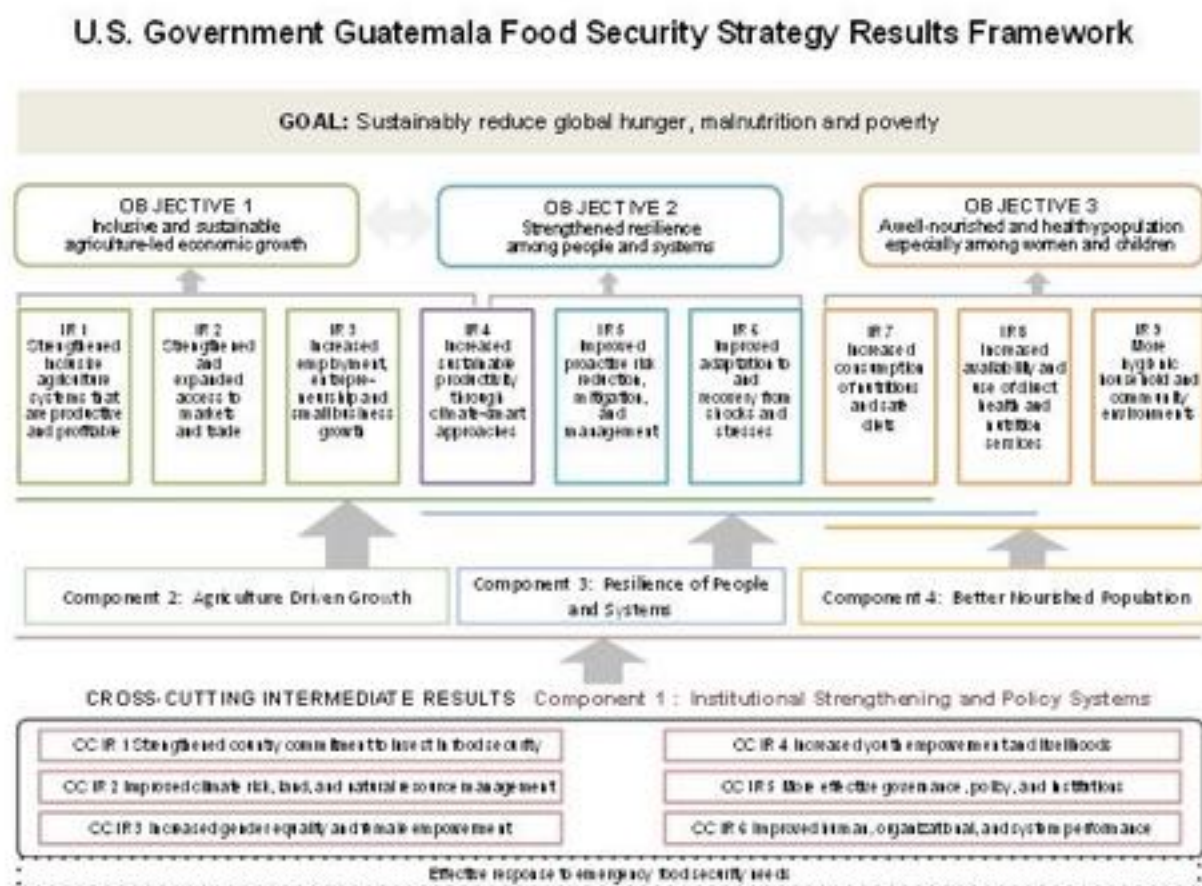 U.S. Government Guatemala Food Security Strategy Results Framework
GOAL: Sustainably reduce global hunger, malnutrition and poverty
OBJECTIVE 1
Inclusive and sustainable
agriculture-led economic growth
OBJECTIVE 2
Strengthened resilience
among people and systems
OBJECTIVE 3
A well-nourished and healthy population
especially among women and children
IR 1
Strengthened
inclusive
agriculture
systems that
are productive
and profitable
IR 2
Strengthened
and
expanded
access to
markets
and trade
IR 3
Increased
employment,
entrepre-
neurship and
small business
growth
IR 4
Increased
sustainable
productivity
through
climate-smart
approaches
IR 5
Improved
proactive risk
reduction,
mitigation,
and
management
IR 6
Improved
adaptation to
and
recovery from
shocks and
stresses
IR 7
Increased
consumption
of nutritious
and safe
diets
IR 8
Increased
availability and
use of direct
health and
nutrition
services
IR 9
More
hygienic
household and
community
environments
Component 2: Agriculture Driven Growth
Component 3: Resilience of People
and Systems
Component 4: Better Nourished Population
CROSS-CUTTING INTERMEDIATE RESULTS Component 1 : Institutional Strengthening and Policy Systems
CC IR 1 Strengthened country commitment to invest in food security
CC IR 2 Improved climate risk, land, and natural resource management
CC IR 3 Increased gender equality and female empowerment
CC IR 4 Increased youth empowerment and livelihoods
CC IR 5 More effective governance, policy, and institutions
CC IR 6 Improved human, organizational, and system performance
Effective response to emergency food security needs